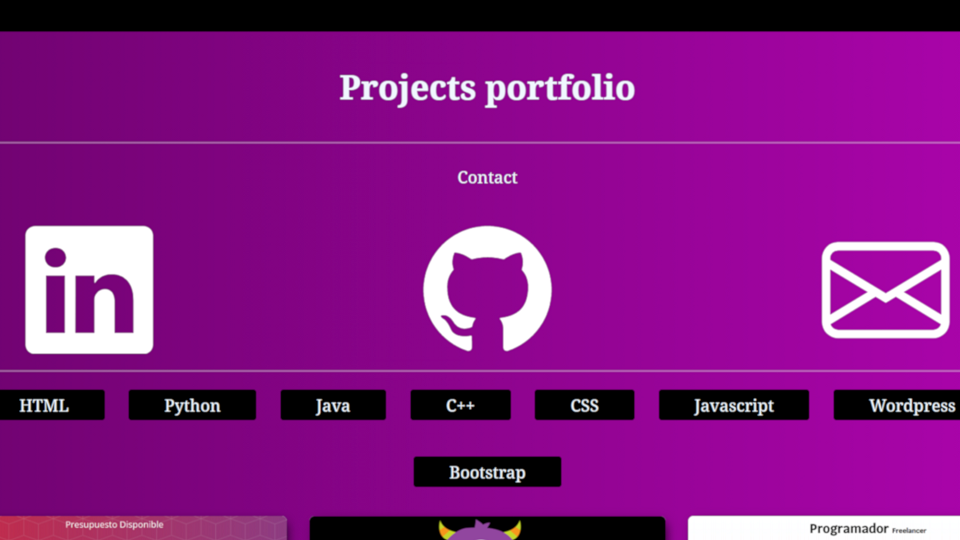 Projects portfolio
Contact
in
HTML Python Java C++ CSS Javascript Wordpress
Bootstrap
Presupuesto Disponible
Programador Freelancer